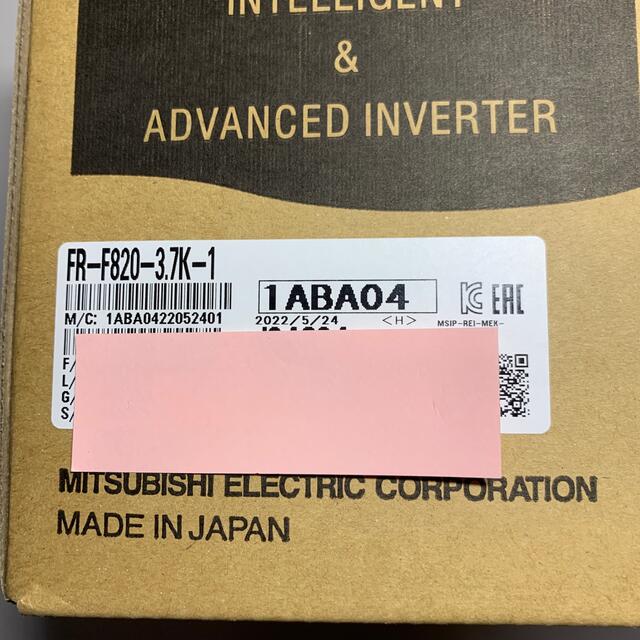 INTELLIGENT
&
ADVANCED INVERTER
FR-F820-3.7K-1
1ABA04
M/C: 1ABA0422052401
2022/5/24 <H>
EAC
MSIP-REI-MEK-
F/
L/
G/
S/
MITSUBISHI ELECTRIC CORPORATION
MADE IN JAPAN